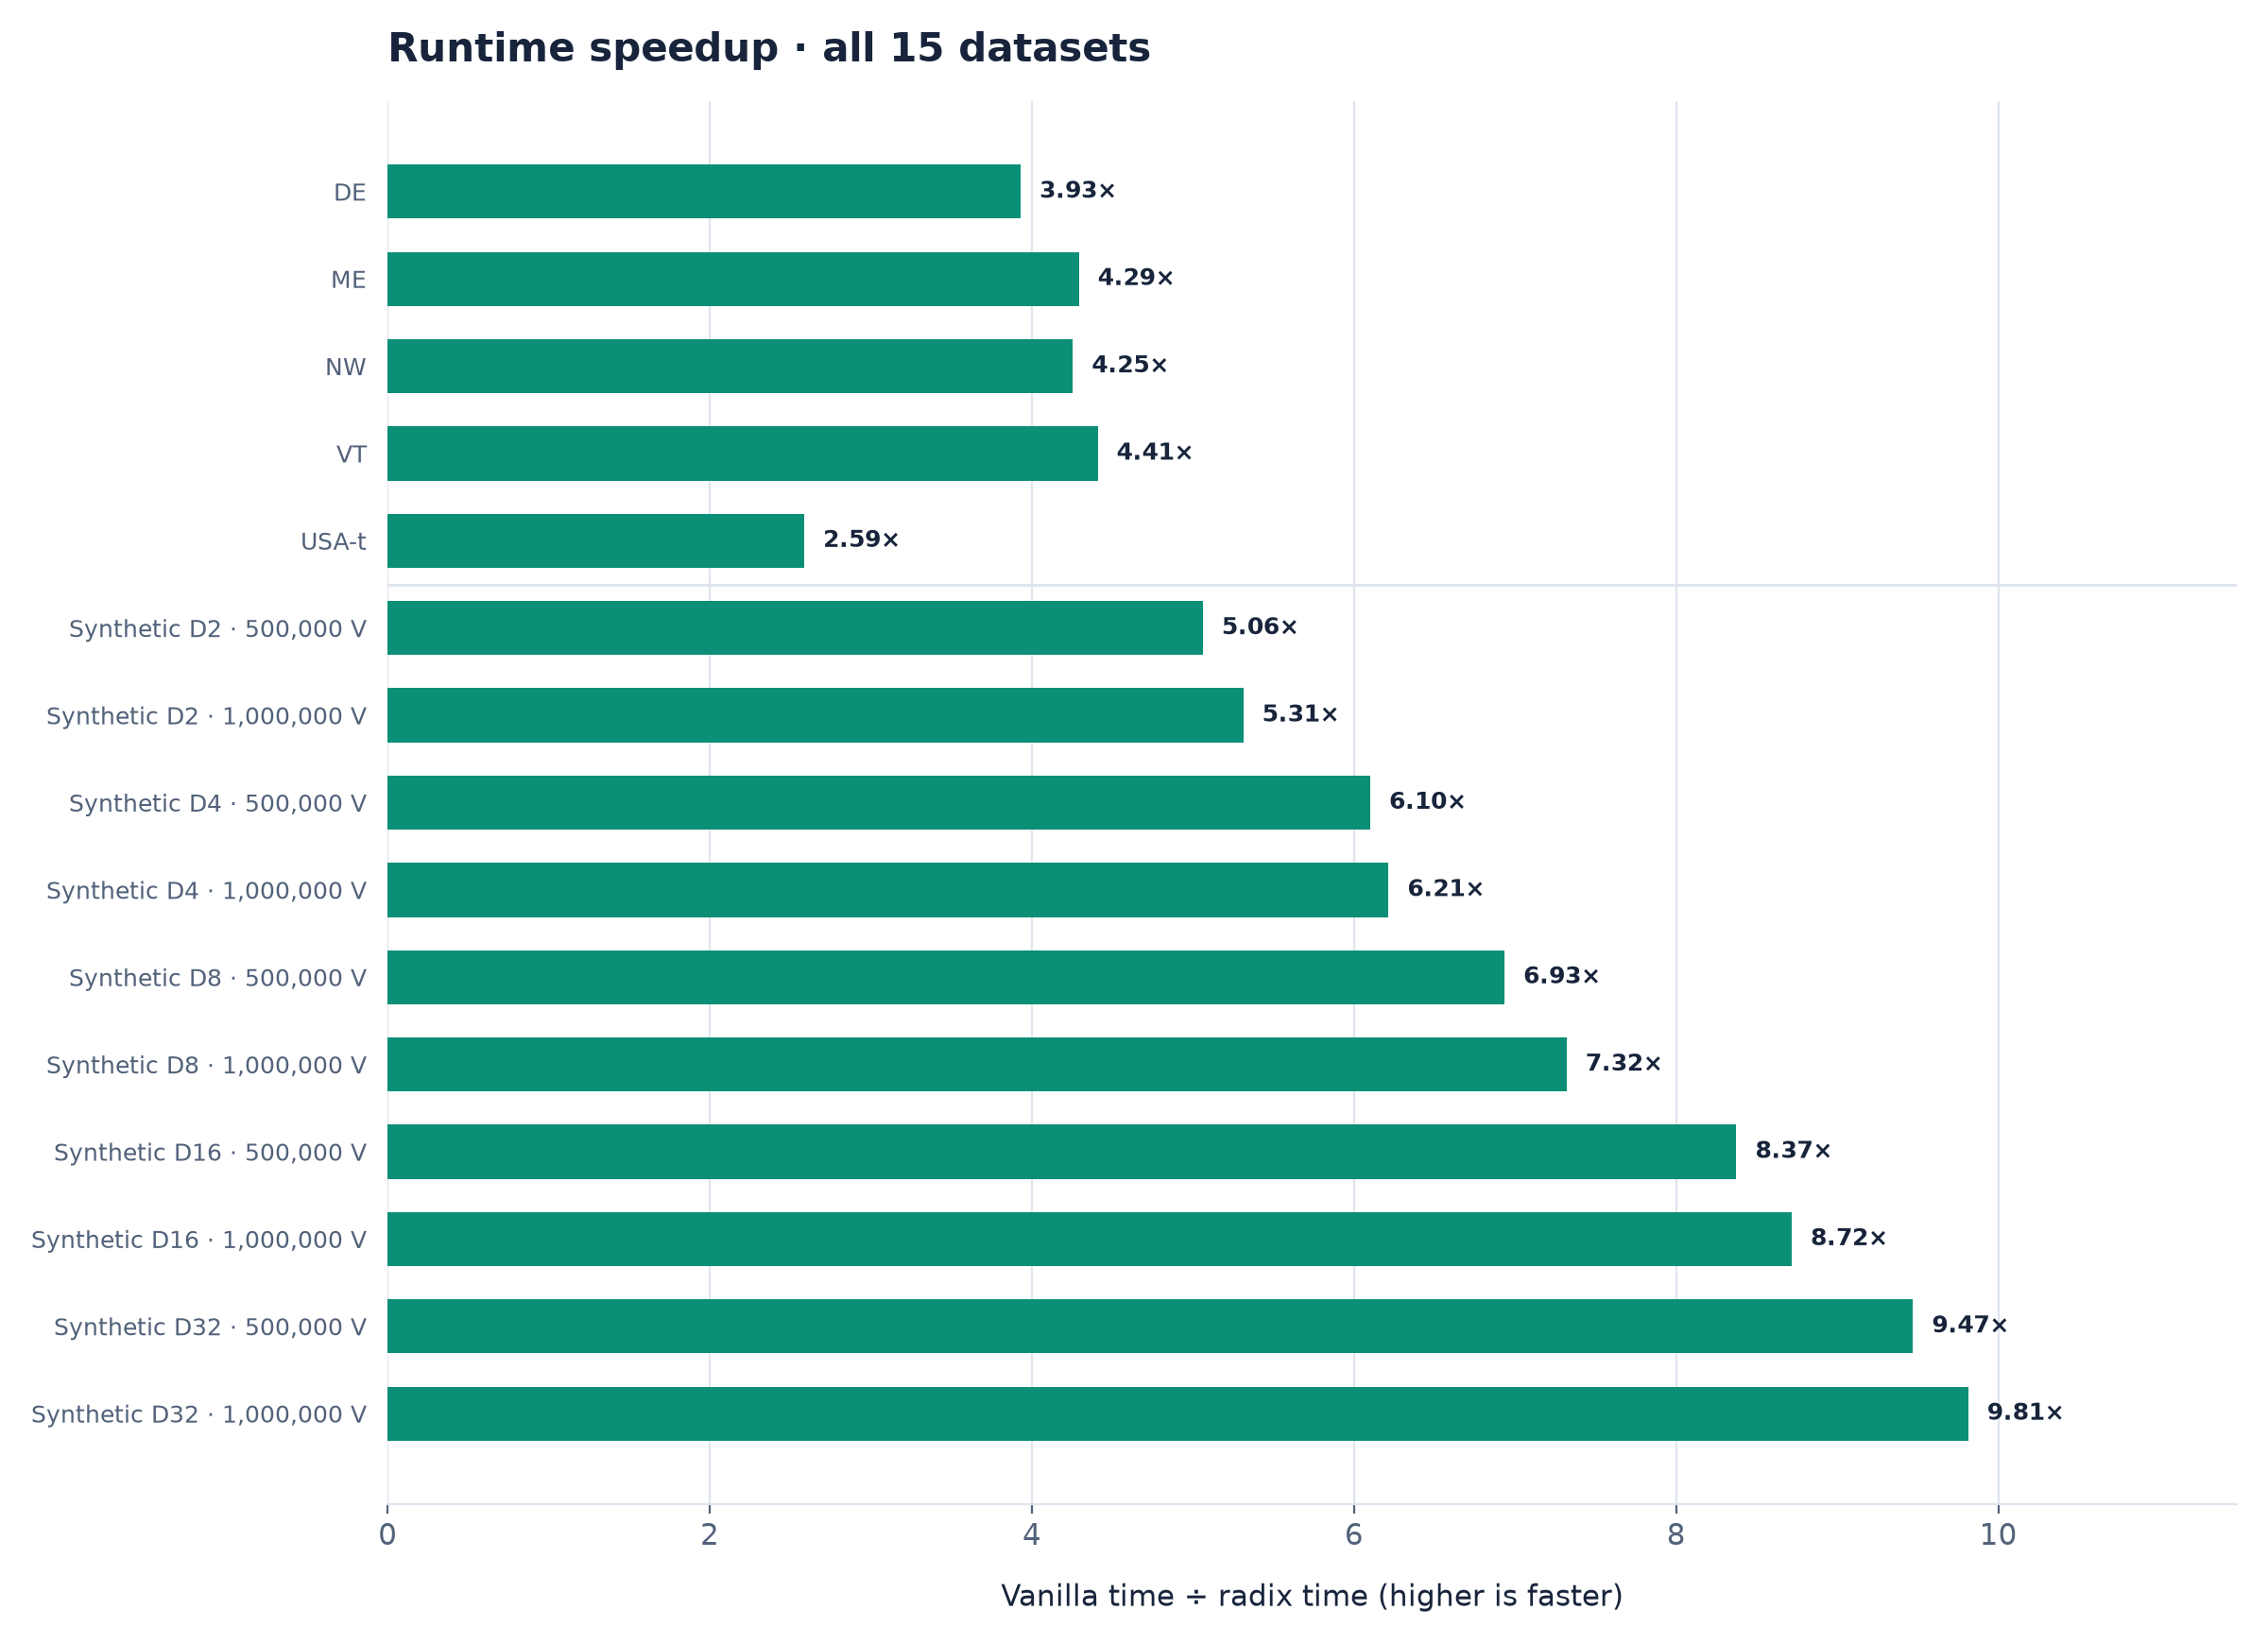 Runtime speedup · all 15 datasets
DE 3.93×
ME 4.29×
NW 4.25×
VT 4.41×
USA-t 2.59×
Synthetic D2 · 500,000 V 5.06×
Synthetic D2 · 1,000,000 V 5.31×
Synthetic D4 · 500,000 V 6.10×
Synthetic D4 · 1,000,000 V 6.21×
Synthetic D8 · 500,000 V 6.93×
Synthetic D8 · 1,000,000 V 7.32×
Synthetic D16 · 500,000 V 8.37×
Synthetic D16 · 1,000,000 V 8.72×
Synthetic D32 · 500,000 V 9.47×
Synthetic D32 · 1,000,000 V 9.81×
0 2 4 6 8 10
Vanilla time ÷ radix time (higher is faster)